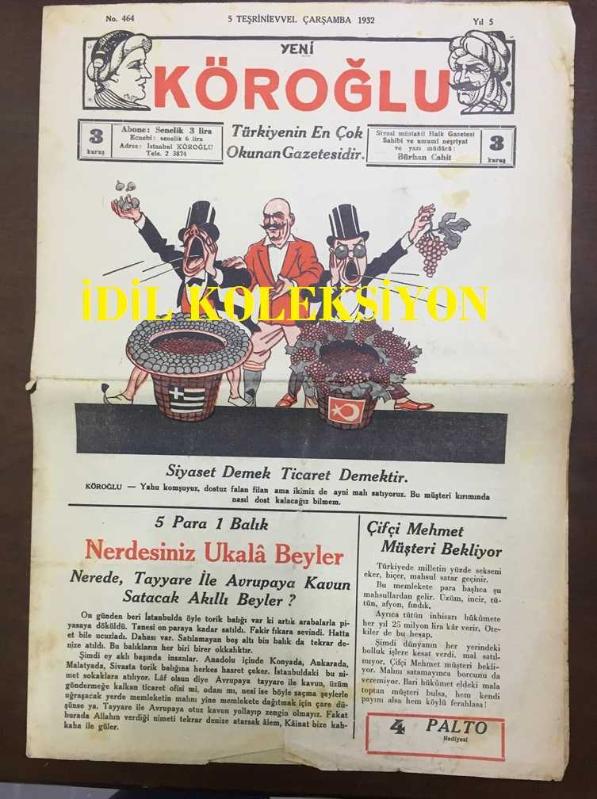 No. 464
5 TEŞRİNİEVVEL ÇARŞAMBA 1932
Yıl 5
YENİ
KÖROĞLU
3
kuruş
Abone: Senelik 3 lira
Ecnebi: senelik 6 lira
Adres: İstanbul KÖROĞLU
Tele. 2 3874
Türkiyenin En Çok
Okunan Gazetesidir.
Siyasî müstakil Halk Gazetesi
Sahibi ve umumî neşriyat
ve yazı müdürü:
Bürhan Cahit
3
kuruş
İDİL KOLEKSİYON
Siyaset Demek Ticaret Demektir.
KÖROĞLU — Yahu komşuyuz, dostuz falan filan ama ikimiz de ayni malı satıyoruz. Bu müşteri kırımında
nasıl dost kalacağız bilmem.
5 Para 1 Balık
Nerdesiniz Ukalâ Beyler
Nerede, Tayyare İle Avrupaya Kavun
Satacak Akıllı Beyler ?
On günden beri İstanbulda öyle torik balığı var ki artık arabalarla pi-
yasaya döküldü. Tanesi on paraya kadar satıldı. Fakir fıkara sevindi. Hatta
et bile ucuzladı. Dahası var. Satılamayan boş altı bin balık da tekrar de-
nize atıldı. Bu balıkların her biri birer okkalıktır.
Şimdi ey aklı başında insanlar. Anadolu içinde Konyada, Ankarada,
Malatyada, Sivasta torik balığına herkes hasret çeker. İstanbuldaki bu ni-
met sokaklara atılıyor. Lâf olsun diye Avrupaya tayyare ile kavun, üzüm
göndermeğe kalkan ticaret ofisi mi, odası mı, nesi ise böyle saçma şeylerle
uğraşacak yerde memleketin malını yine memlekete dağıtmak için çare dü-
şünse ya. Tayyare ile Avrupaya otuz kavun yollayıp zengin olmayız. Fakat
burada Allahın verdiği nimeti tekrar denize atarsak âlem, Kâinat bize kah-
kaha ile güler.
Çifçi Mehmet
Müşteri Bekliyor
Türkiyede milletin yüzde sekseni
eker, biçer, mahsul satar geçinir.
Bu memlekete para başlıca şu
mahsullardan gelir. Üzüm, incir, tü-
tün, afyon, fındık,
Ayrıca tütün inhisarı hükûmete
her yıl 25 milyon lira kâr verir. Ote-
kiler de bu hesap.
Şimdi dünyanın her yerindeki
bolluk işlere kesat verdi. mal satıl-
mıyor, Çifçi Mehmet müşteri bekli-
yor. Malını satamayınca borcunu da
veremiyor. Bari hükûmet eldeki mala
toptan müşteri bulsa, hem kendi
payını alsa hem köylü ferahlasa!
4 PALTO
Hediyesi